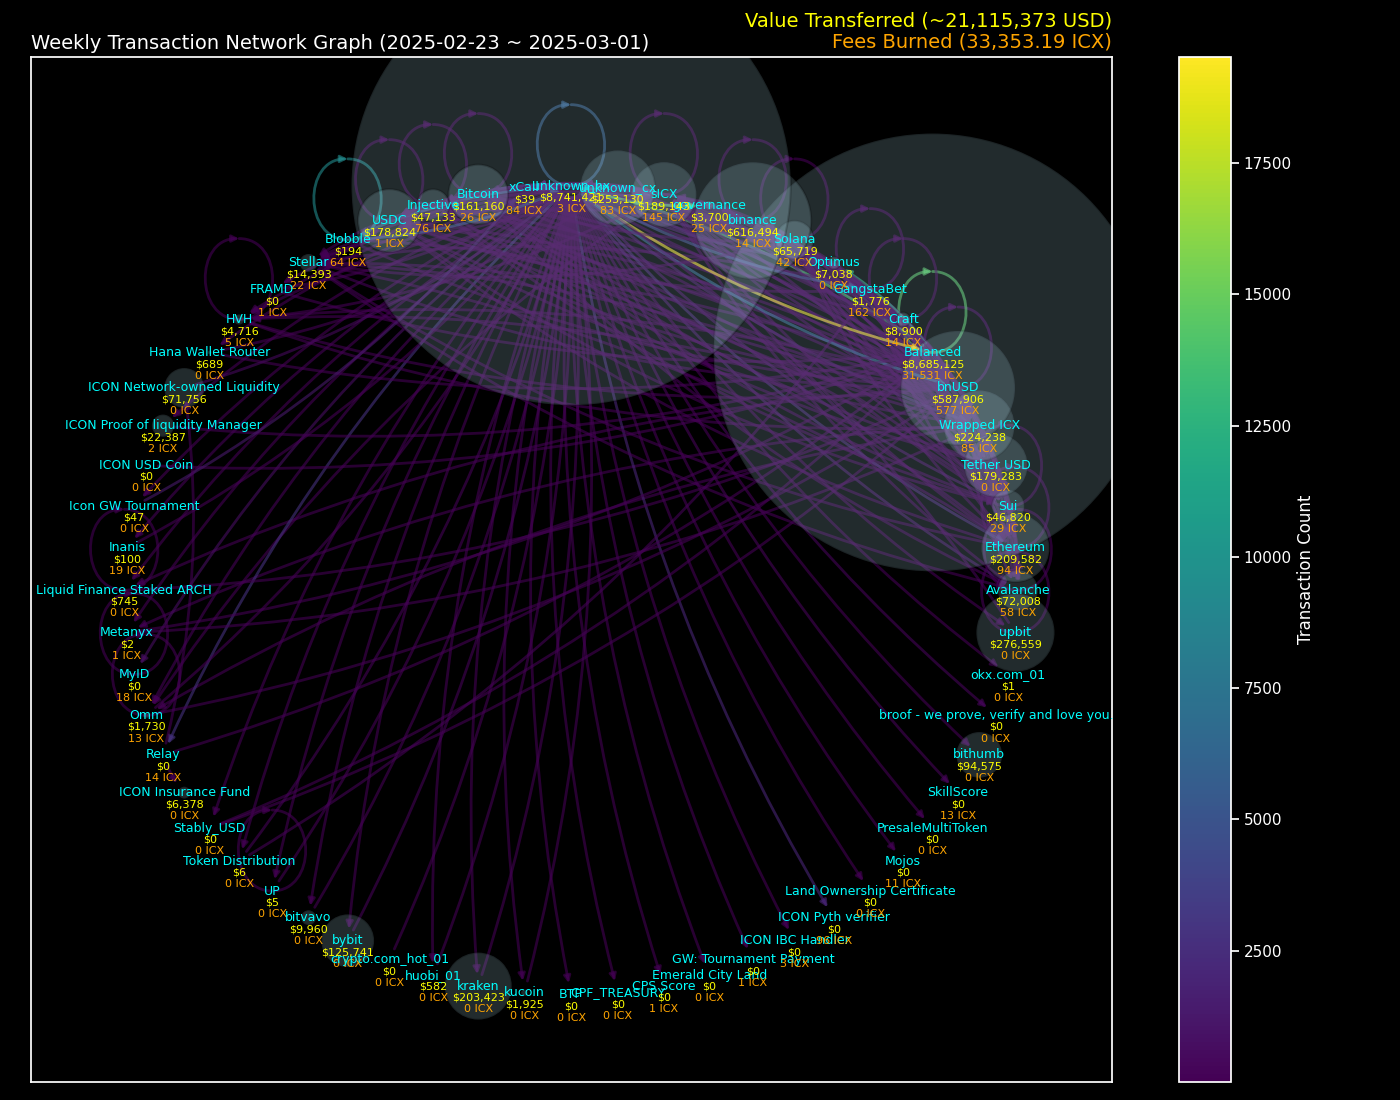 Value Transferred (~21,115,373 USD)
Weekly Transaction Network Graph (2025-02-23 ~ 2025-03-01)
Fees Burned (33,353.19 ICX)
xCall
$39
84 ICX
3 ICX
$253,130
83 ICX
sICX
$189,143
145 ICX
$3,700
25 ICX
Bitcoin
$161,160
26 ICX
$47,133
76 ICX
USDC
$178,824
1 ICX
binance
$616,494
14 ICX
Blobble
$194
64 ICX
Solana
$65,719
42 ICX
Stellar
$14,393
22 ICX
Optimus
$7,038
0 ICX
FRAMD
$0
1 ICX
GangstaBet
$1,776
162 ICX
HVH
$4,716
5 ICX
Craft
$8,900
14 ICX
Hana Wallet Router
$689
0 ICX
Balanced
$8,685,125
31,531 ICX
ICON Network-owned Liquidity
$71,756
0 ICX
bnUSD
$587,906
577 ICX
ICON Proof of liquidity Manager
$22,387
2 ICX
Wrapped ICX
$224,238
85 ICX
ICON USD Coin
$0
0 ICX
Tether USD
$179,283
0 ICX
Icon GW Tournament
$47
0 ICX
Sui
$46,820
29 ICX
Inanis
$100
19 ICX
Ethereum
$209,582
94 ICX
Liquid Finance Staked ARCH
$745
0 ICX
Avalanche
$72,008
58 ICX
Metanyx
$2
1 ICX
upbit
$276,559
0 ICX
MyID
$0
18 ICX
okx.com_01
$1
0 ICX
Omm
$1,730
13 ICX
broof - we prove, verify and love you
$0
0 ICX
Relay
$0
14 ICX
bithumb
$94,575
0 ICX
ICON Insurance Fund
$6,378
0 ICX
SkillScore
$0
13 ICX
Stably_USD
$0
0 ICX
PresaleMultiToken
$0
0 ICX
Token Distribution
$6
0 ICX
Mojos
$0
11 ICX
UP
$5
0 ICX
Land Ownership Certificate
$0
0 ICX
bitvavo
$9,960
0 ICX
ICON Pyth verifier
$0
bybit
$125,741
0 ICX
ICON IBC Handler
$0
5 ICX
crypto.com_hot_01
$0
0 ICX
GW: Tournament Payment
$0
1 ICX
huobi_01
$582
0 ICX
Emerald City Land
$0
0 ICX
kraken
$203,423
0 ICX
CPS Score
$0
1 ICX
kucoin
$1,925
0 ICX
$0
0 ICX
CPF_TREASURY
$0
0 ICX
17500
15000
12500
10000
7500
5000
2500
Transaction Count